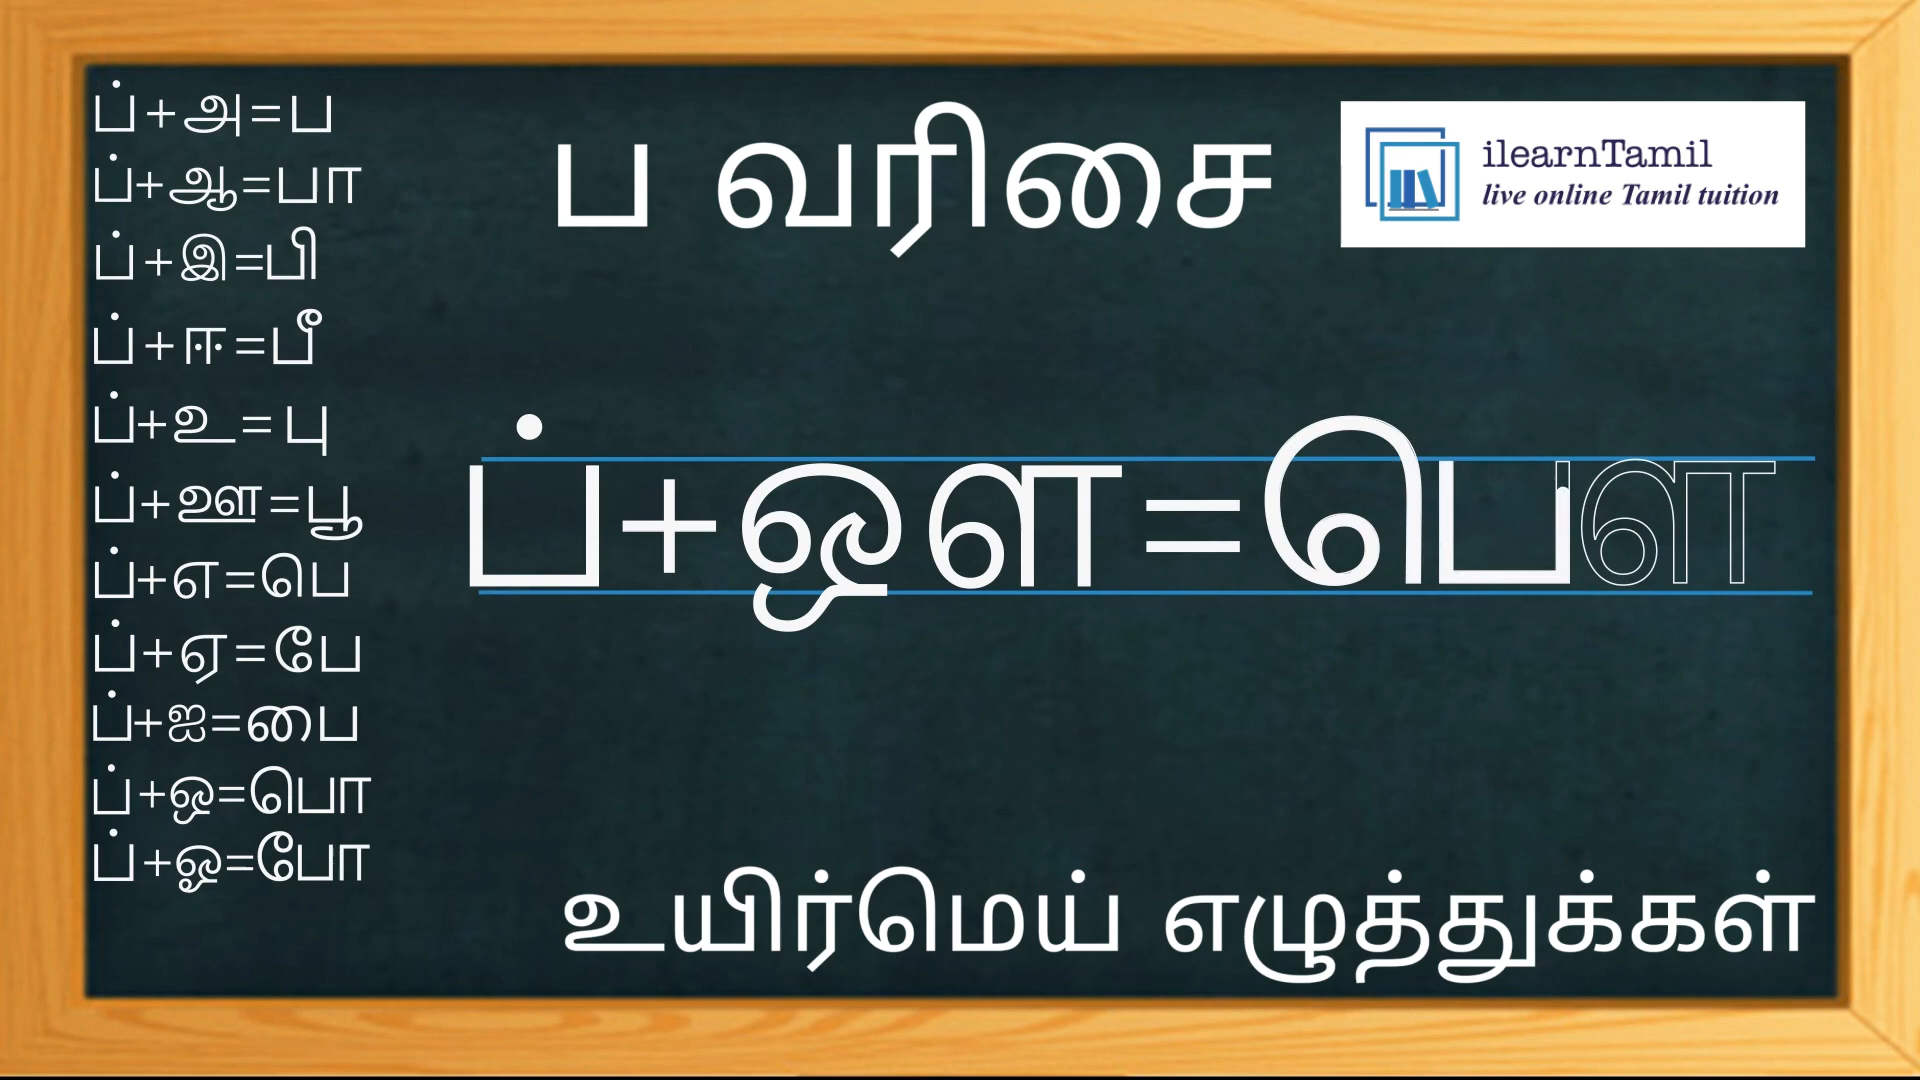 ப வரிசை
ilearnTamil
live online Tamil tuition
ப்+அ=ப
ப்+ஆ=பா
ப்+இ=பி
ப்+ஈ=பீ
ப்+உ=பு
ப்+ஊ=பூ
ப்+எ=பெ
ப்+ஏ=பே
ப்+ஐ=பை
ப்+ஒ=பொ
ப்+ஓ=போ
ப்+ஔ=பௌ
உயிர்மெய் எழுத்துக்கள்